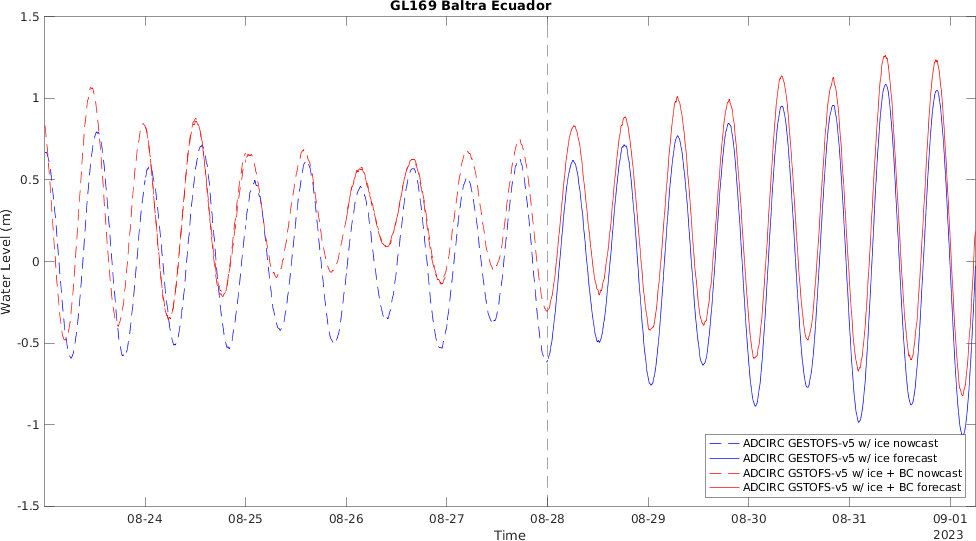 GL169 Baltra Ecuador
1.5
1
0.5
0
-0.5
-1
-1.5
Water Level (m)
08-24
08-25
08-26
08-27
08-28
08-29
08-30
08-31
09-01
2023
Time
ADCIRC GESTOFS-v5 w/ ice nowcast
ADCIRC GESTOFS-v5 w/ ice forecast
ADCIRC GSTOFS-v5 w/ ice + BC nowcast
ADCIRC GSTOFS-v5 w/ ice + BC forecast